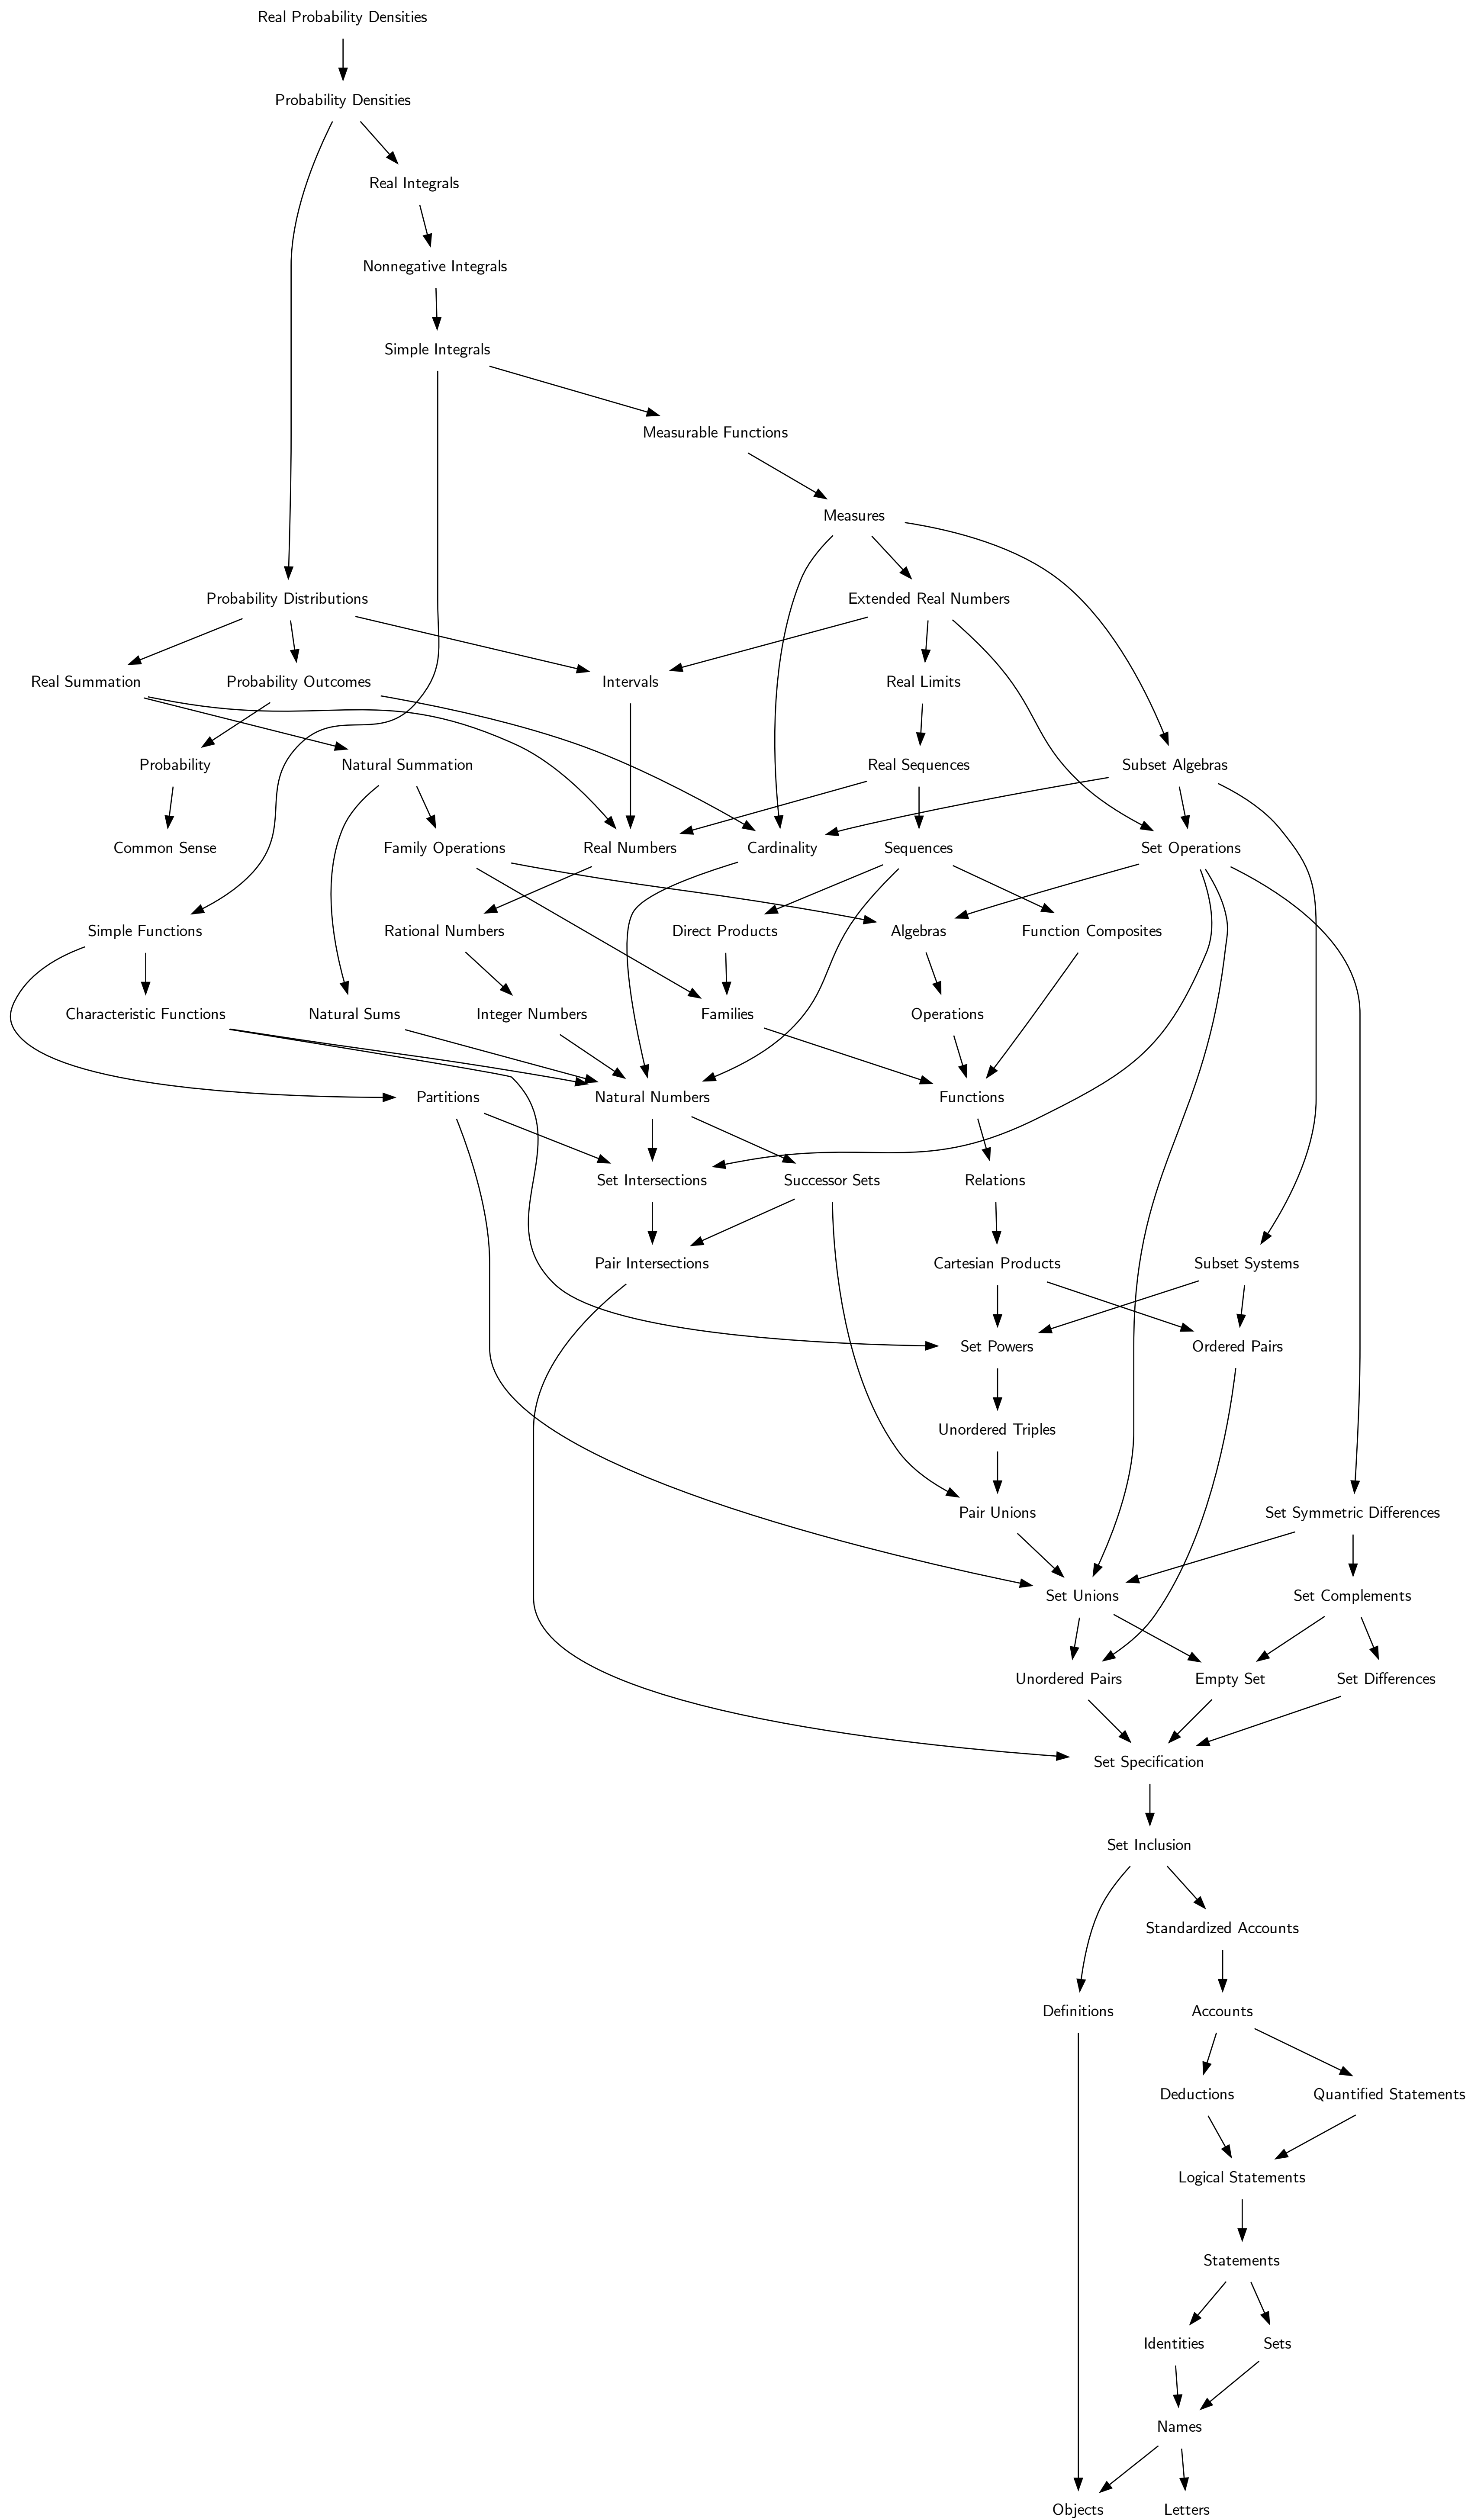 Real Probability Densities
Probability Densities
Real Integrals
Nonnegative Integrals
Simple Integrals
Measurable Functions
Measures
Probability Distributions
Extended Real Numbers
Real Summation
Probability Outcomes
Intervals
Real Limits
Probability
Natural Summation
Real Sequences
Subset Algebras
Common Sense
Family Operations
Real Numbers
Cardinality
Sequences
Set Operations
Simple Functions
Rational Numbers
Direct Products
Algebras
Function Composites
Characteristic Functions
Natural Sums
Integer Numbers
Families
Operations
Partitions
Natural Numbers
Functions
Set Intersections
Successor Sets
Relations
Pair Intersections
Cartesian Products
Subset Systems
Set Powers
Ordered Pairs
Unordered Triples
Pair Unions
Set Symmetric Differences
Set Unions
Set Complements
Unordered Pairs
Empty Set
Set Differences
Set Specification
Set Inclusion
Standardized Accounts
Definitions
Accounts
Deductions
Quantified Statements
Logical Statements
Statements
Identities
Sets
Names
Objects
Letters